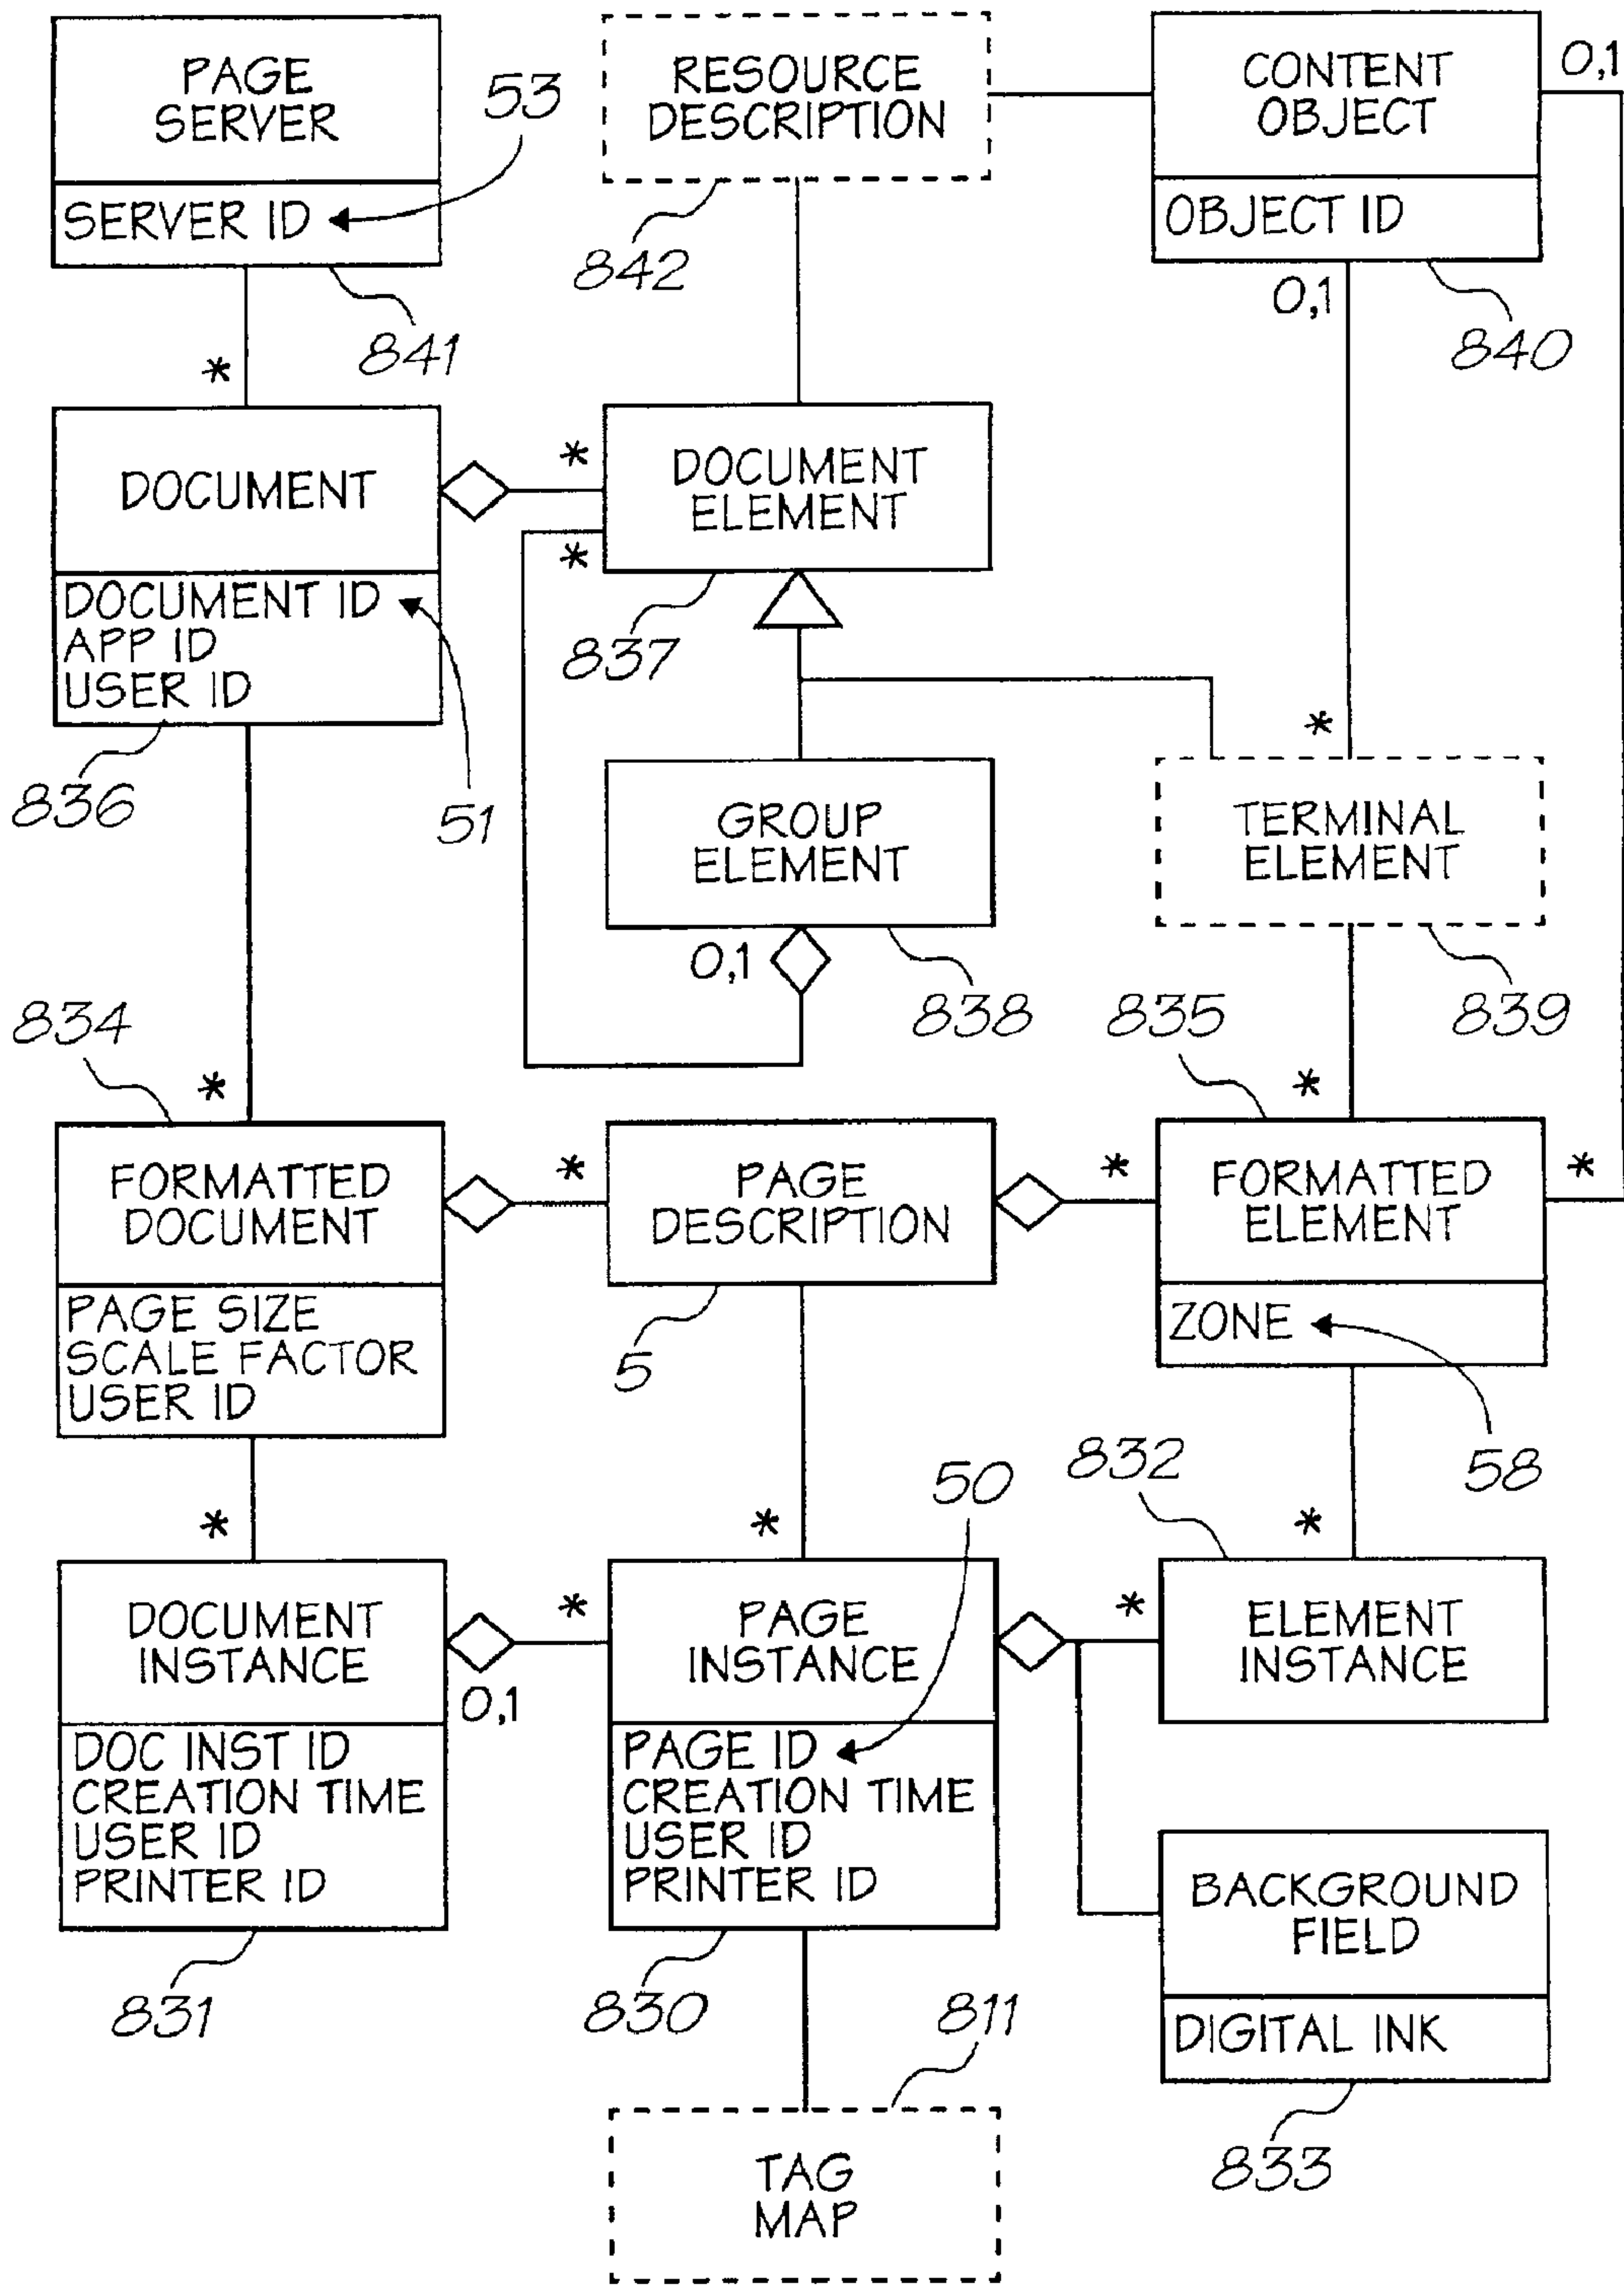 PAGE
SERVER
SERVER ID
53
841
RESOURCE
DESCRIPTION
842
CONTENT
OBJECT
OBJECT ID
0,1
0,1
840
*
DOCUMENT
DOCUMENT ID
APP ID
USER ID
836
51
*
*
DOCUMENT
ELEMENT
837
GROUP
ELEMENT
0,1
838
*
TERMINAL
ELEMENT
839
834
*
FORMATTED
DOCUMENT
PAGE SIZE
SCALE FACTOR
USER ID
*
PAGE
DESCRIPTION
5
835
*
*
*
FORMATTED
ELEMENT
ZONE
58
*
DOCUMENT
INSTANCE
0,1
DOC INST ID
CREATION TIME
USER ID
PRINTER ID
831
*
*
50
PAGE
INSTANCE
PAGE ID
CREATION TIME
USER ID
PRINTER ID
830
832
*
*
ELEMENT
INSTANCE
BACKGROUND
FIELD
DIGITAL INK
833
811
TAG
MAP